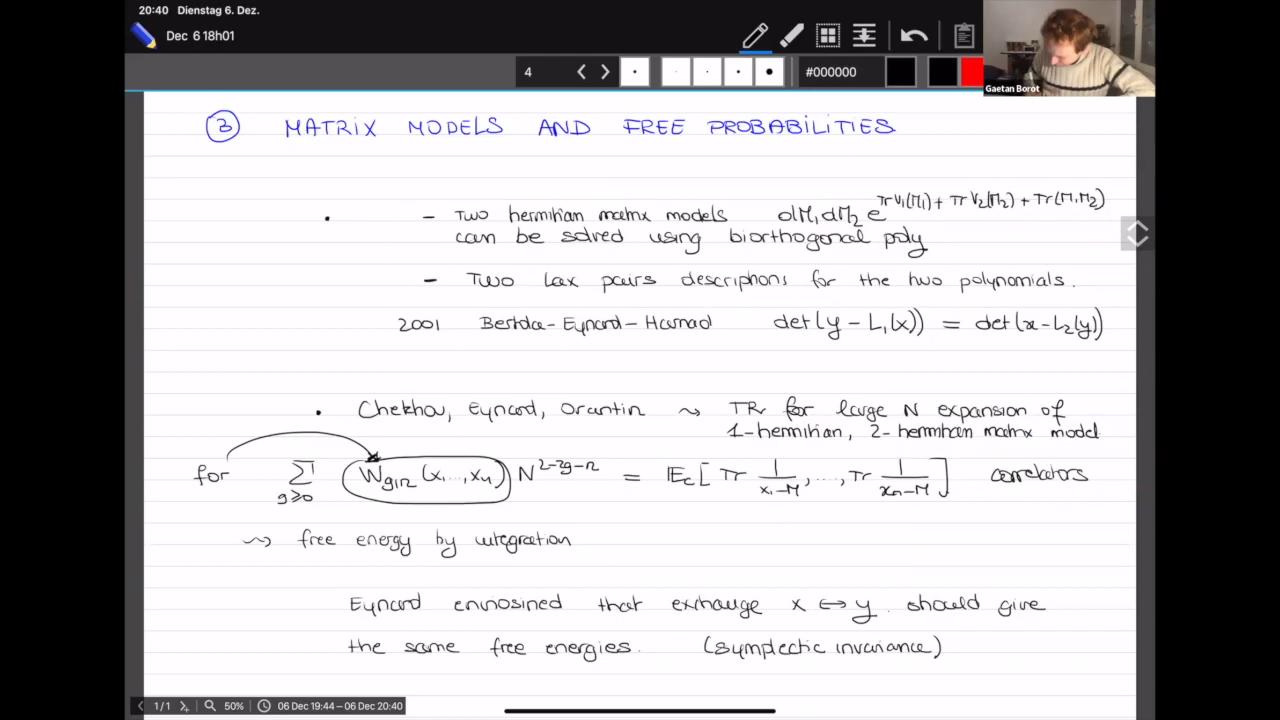 20:40 Dienstag 6. Dez.
Dec 6 18h01
4
#000000
Gaetan Borot
3 MATRIX MODELS AND FREE PROBABILITIES
– Two hermitian matrix models dM₁dM₂ e^{Tr V₁(M₁) + Tr V₂(M₂) + Tr(M₁M₂)}
can be solved using biorthogonal poly
– Two Lax pairs descriptions for the two polynomials.
2001 Bertola-Eynard-Harnad det(y – L₁(x)) = det(x – L₂(y))
• Chekhov, Eynard, Orantin ⤳ TR for large N expansion of
1-hermitian, 2-hermitian matrix model
for ∑_{g≥0} W_{g,n}(x₁...,x_n) N^{2-2g-n} = 𝔼_c[Tr 1/(x₁-M), ..., Tr 1/(x_n-M)] correlators
⤳ free energy by integration
Eynard envosined that exchange x ↔ y should give
the same free energies. (symplectic invariance)
1/1 50% 06 Dec 19:44 – 06 Dec 20:40